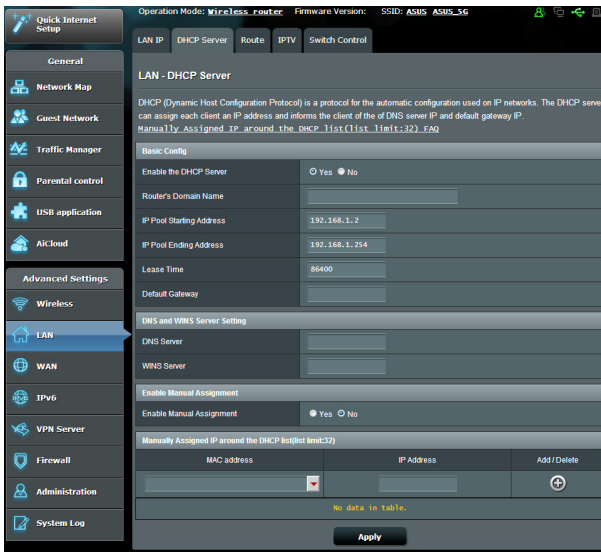 Quick Internet
Setup
General
Network Map
Guest Network
Traffic Manager
Parental control
USB application
AiCloud
Advanced Settings
Wireless
LAN
WAN
IPv6
VPN Server
Firewall
Administration
System Log
Operation Mode: Wireless router Firmware Version: SSID: ASUS ASUS_5G
LAN IP DHCP Server Route IPTV Switch Control
LAN - DHCP Server
DHCP (Dynamic Host Configuration Protocol) is a protocol for the automatic configuration used on IP networks. The DHCP serve
can assign each client an IP address and informs the client of the of DNS server IP and default gateway IP.
Manually Assigned IP around the DHCP list(list limit:32) FAQ
Basic Config
Enable the DHCP Server Yes No
Router's Domain Name
IP Pool Starting Address 192.168.1.2
IP Pool Ending Address 192.168.1.254
Lease Time 86400
Default Gateway
DNS and WINS Server Setting
DNS Server
WINS Server
Enable Manual Assignment
Enable Manual Assignment Yes No
Manually Assigned IP around the DHCP list(list limit:32)
MAC address IP Address Add / Delete
No data in table.
Apply